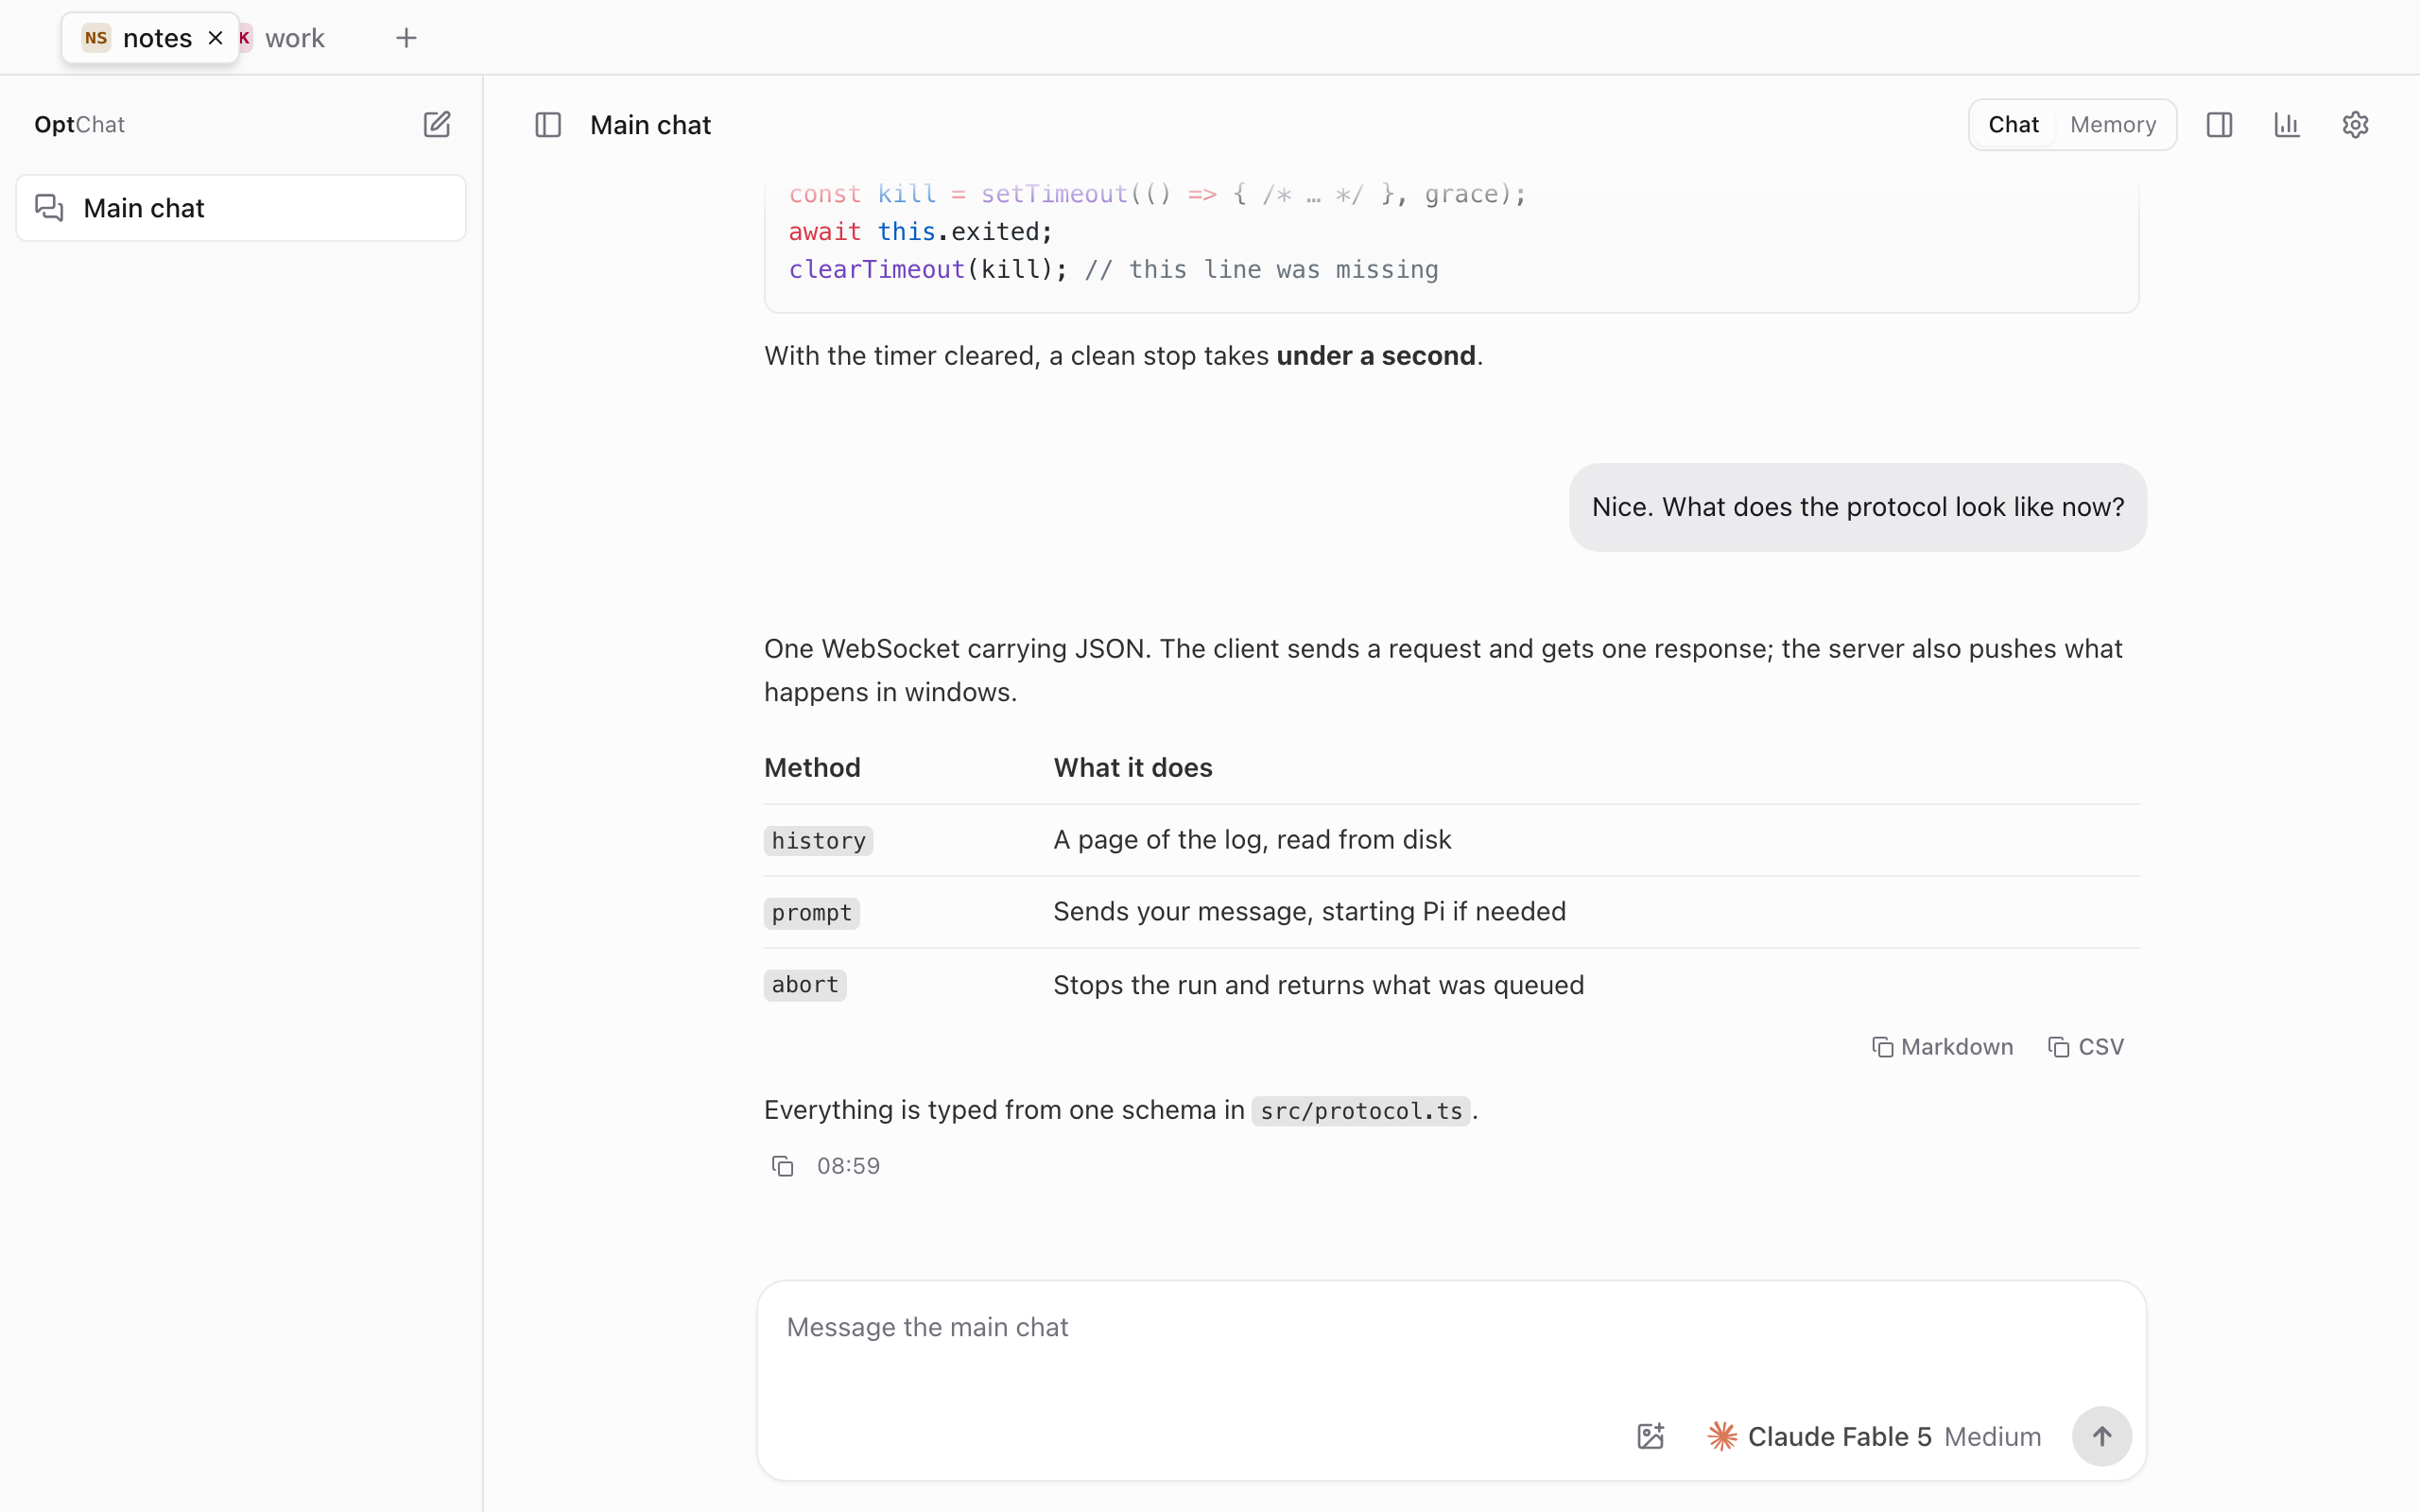 NS notes K work
OptChat
Main chat
Main chat
Chat Memory
const kill = setTimeout(() => { /* … */ }, grace);
await this.exited;
clearTimeout(kill); // this line was missing
With the timer cleared, a clean stop takes under a second.
Nice. What does the protocol look like now?
One WebSocket carrying JSON. The client sends a request and gets one response; the server also pushes what
happens in windows.
Method What it does
history A page of the log, read from disk
prompt Sends your message, starting Pi if needed
abort Stops the run and returns what was queued
Markdown CSV
Everything is typed from one schema in src/protocol.ts.
08:59
Message the main chat
Claude Fable 5 Medium